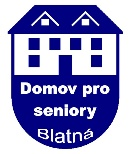 Domov pro
seniory
Blatná